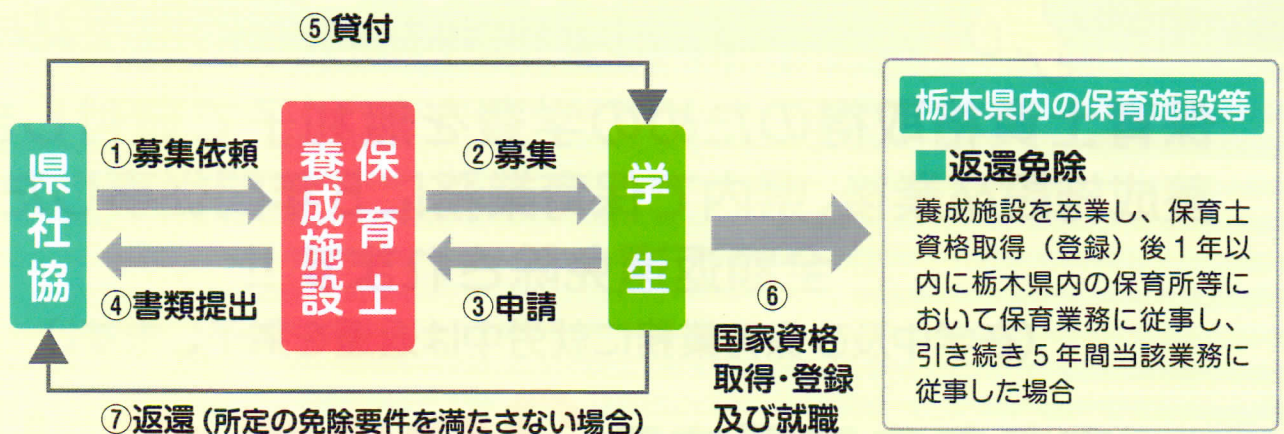 ⑤貸付
県社協
①募集依頼
④書類提出
保育士
養成施設
②募集
③申請
学生
⑥
国家資格
取得・登録
及び就職
⑦返還(所定の免除要件を満たさない場合)
栃木県内の保育施設等
■返還免除
養成施設を卒業し、保育士
資格取得(登録)後1年以
内に栃木県内の保育所等に
おいて保育業務に従事し、
引き続き5年間当該業務に
従事した場合